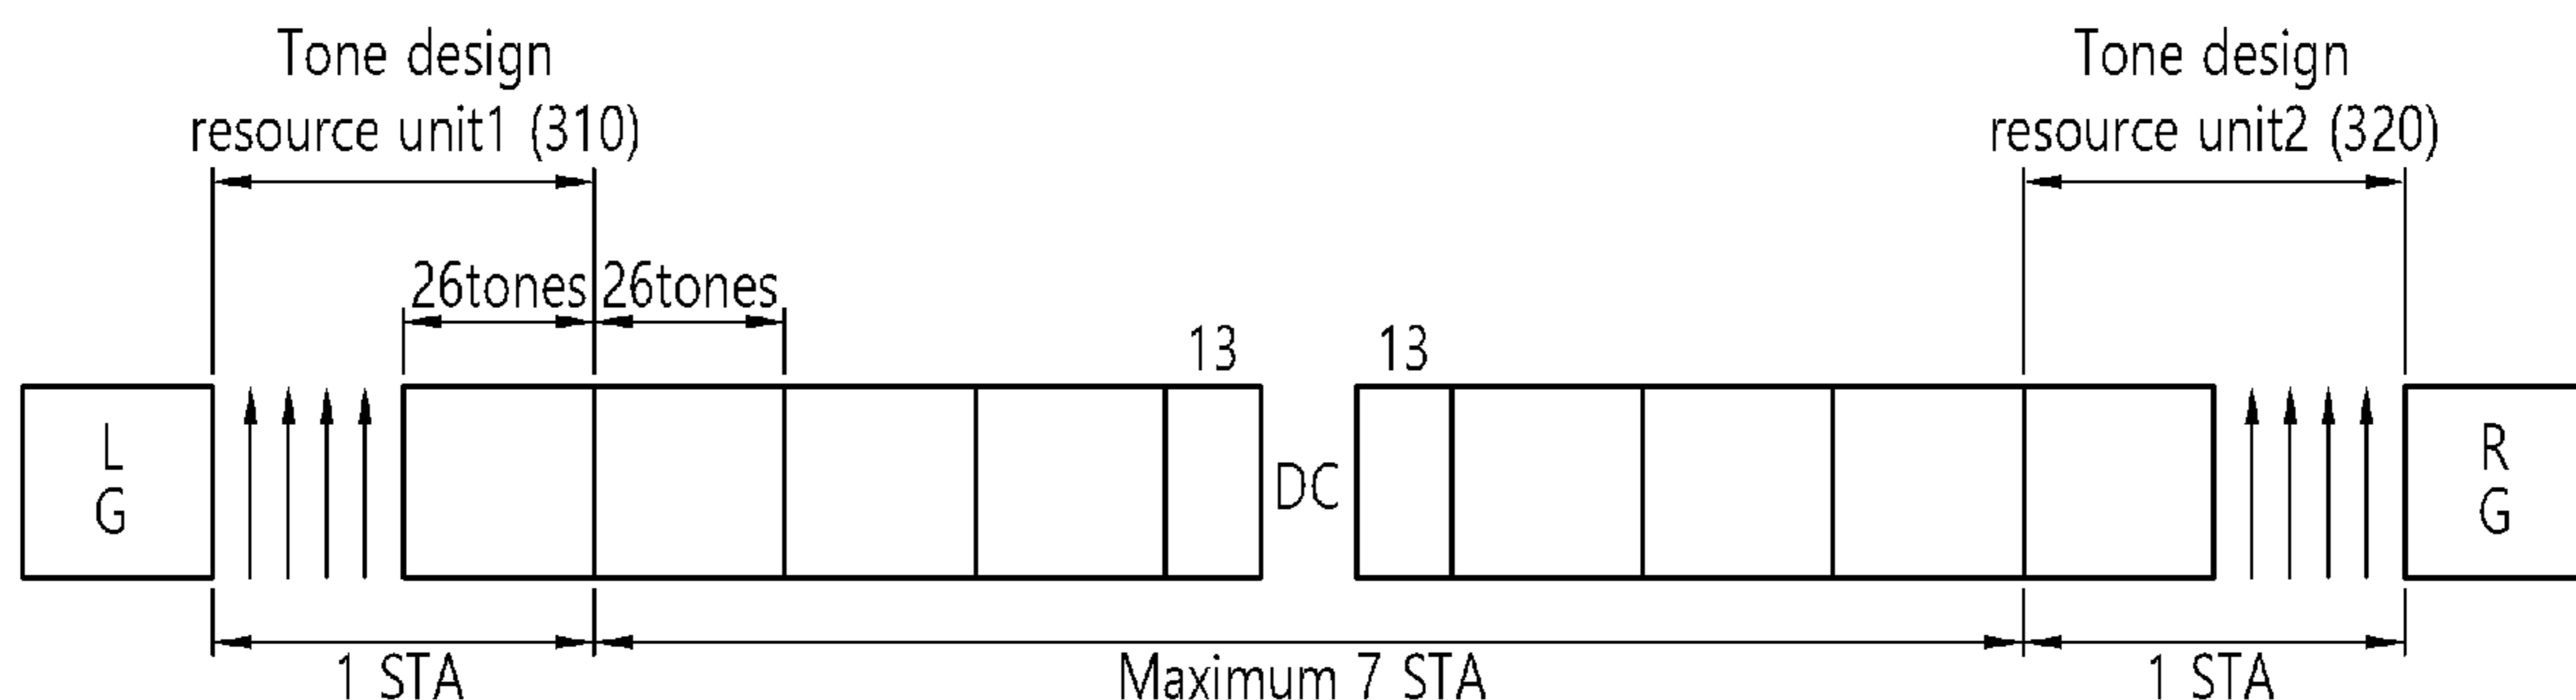 Tone design
resource unit1 (310)
Tone design
resource unit2 (320)
26tones 26tones
13 13
L
G
DC
R
G
1 STA
Maximum 7 STA
1 STA